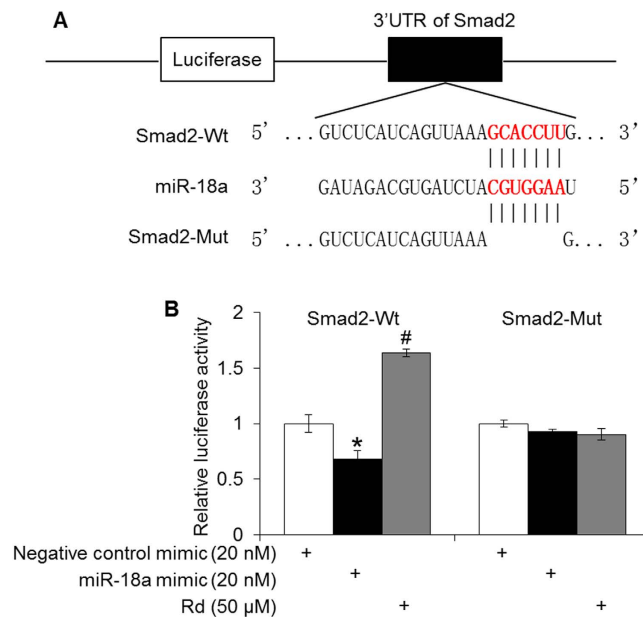 A
3'UTR of Smad2
Luciferase
Smad2-Wt 5' ...GUCUCAUCAGUUAAAGCACCUUG... 3'
miR-18a 3' GAUAGACGUGAUCUACGUGGAAU 5'
Smad2-Mut 5' ...GUCUCAUCAGUUAAA G... 3'
B
Smad2-Wt Smad2-Mut
Relative luciferase activity
2
1.5
1
0.5
0
*
#
Negative control mimic (20 nM) + +
miR-18a mimic (20 nM) + +
Rd (50 µM) + +